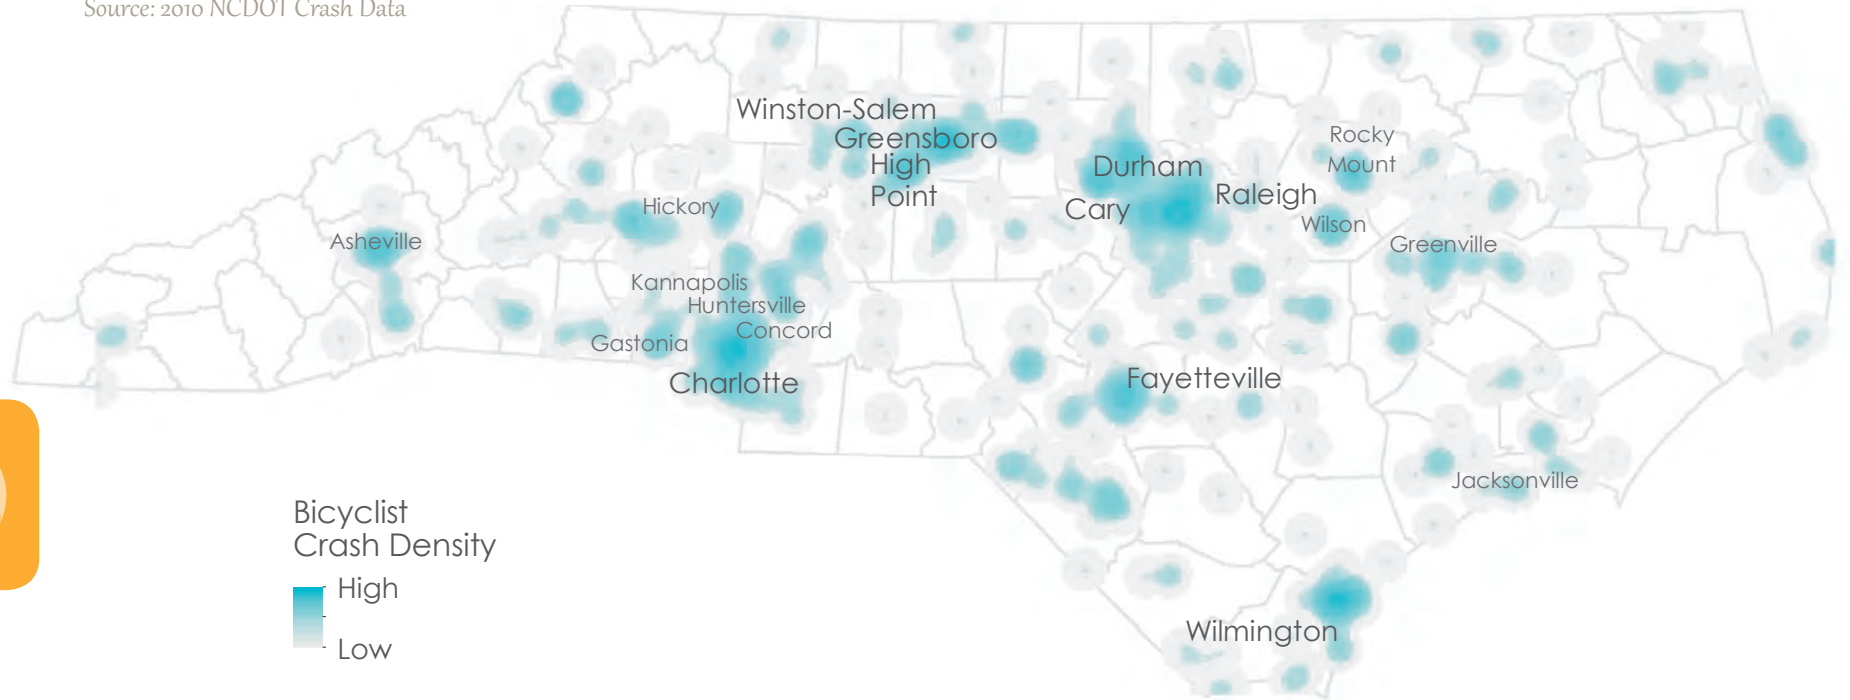 Source: 2010 NCDOT Crash Data
Winston-Salem
Greensboro
High
Point
Durham
Cary
Raleigh
Rocky
Mount
Wilson
Greenville
Hickory
Asheville
Kannapolis
Huntersville
Concord
Gastonia
Charlotte
Fayetteville
Jacksonville
Wilmington
Bicyclist
Crash Density
High
Low